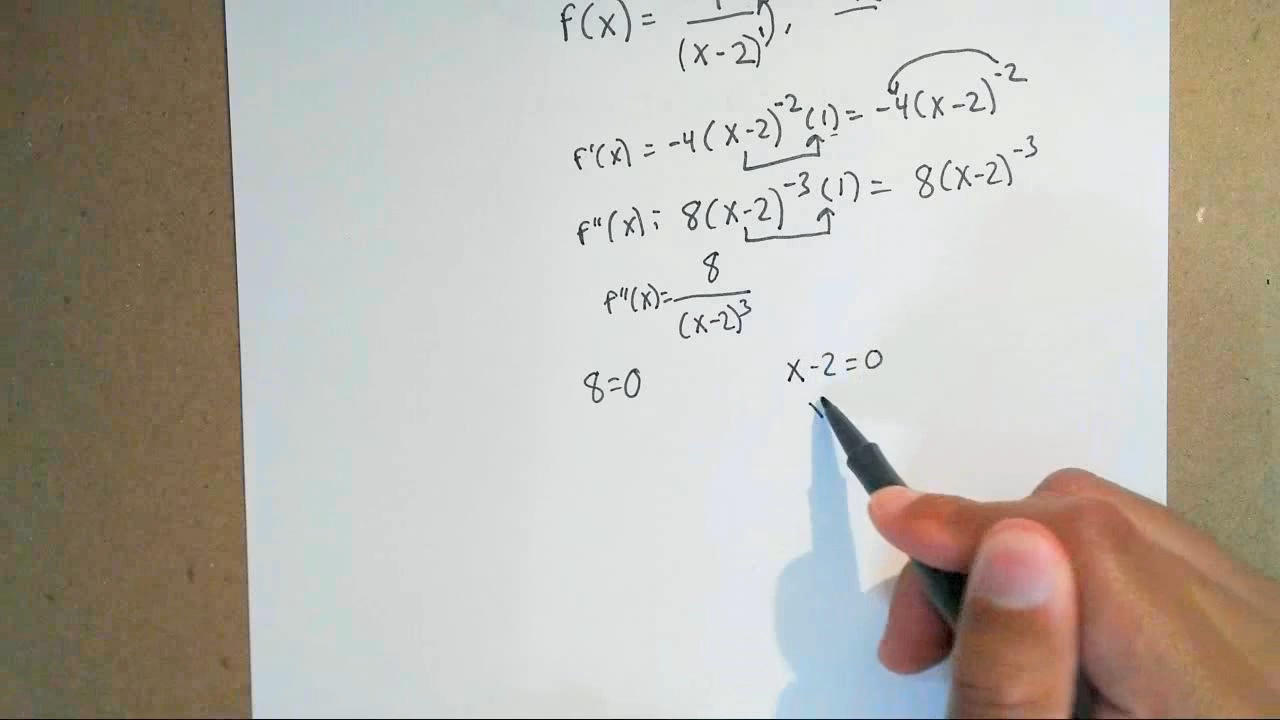 f(x) = /(x-2)
f'(x) = -4(x-2)^-2(1) = -4(x-2)^-2
f"(x) = 8(x-2)^-3(1) = 8(x-2)^-3
f"(x) = 8/(x-2)^3
8=0 x-2=0